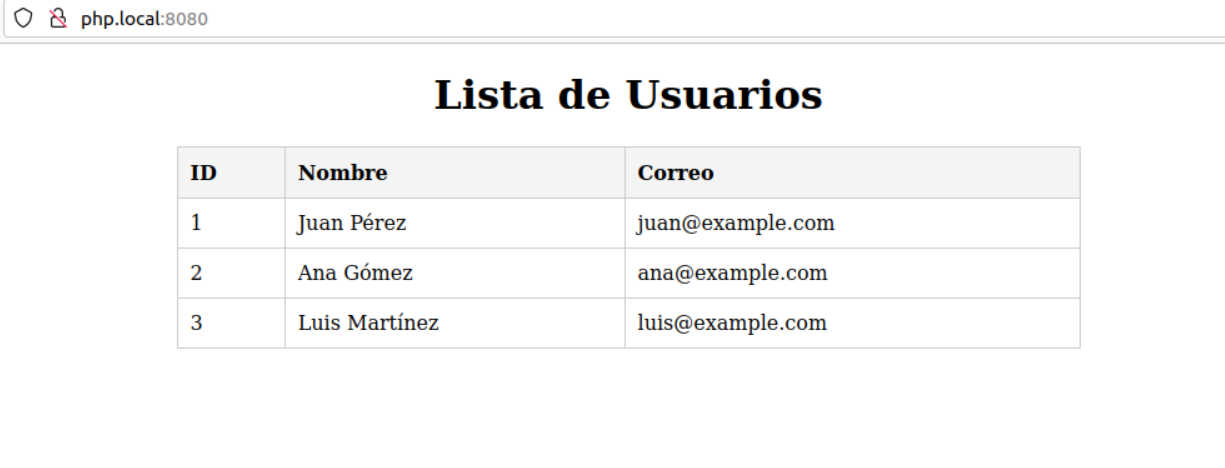 php.local:8080
Lista de Usuarios
ID Nombre Correo
1 Juan Pérez juan@example.com
2 Ana Gómez ana@example.com
3 Luis Martínez luis@example.com